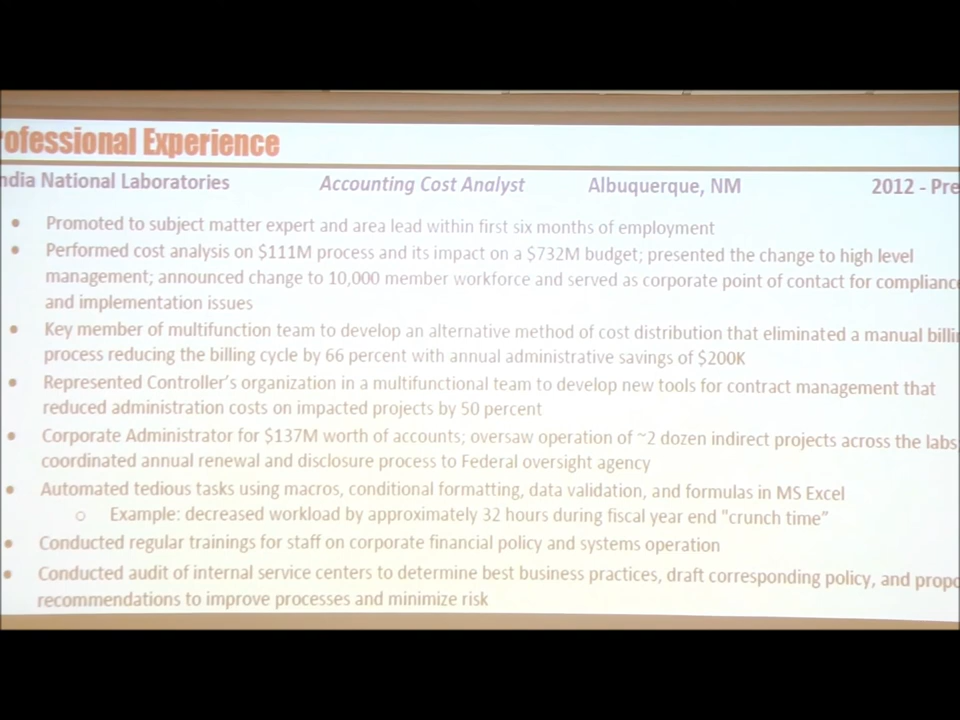 ofessional Experience
ndia National Laboratories Accounting Cost Analyst Albuquerque, NM 2012 - Pre
• Promoted to subject matter expert and area lead within first six months of employment
• Performed cost analysis on $111M process and its impact on a $732M budget; presented the change to high level
management; announced change to 10,000 member workforce and served as corporate point of contact for compliance
and implementation issues
• Key member of multifunction team to develop an alternative method of cost distribution that eliminated a manual billin
process reducing the billing cycle by 66 percent with annual administrative savings of $200K
• Represented Controller's organization in a multifunctional team to develop new tools for contract management that
reduced administration costs on impacted projects by 50 percent
• Corporate Administrator for $137M worth of accounts; oversaw operation of ~2 dozen indirect projects across the labs;
coordinated annual renewal and disclosure process to Federal oversight agency
• Automated tedious tasks using macros, conditional formatting, data validation, and formulas in MS Excel
○ Example: decreased workload by approximately 32 hours during fiscal year end "crunch time"
• Conducted regular trainings for staff on corporate financial policy and systems operation
• Conducted audit of internal service centers to determine best business practices, draft corresponding policy, and propo
recommendations to improve processes and minimize risk